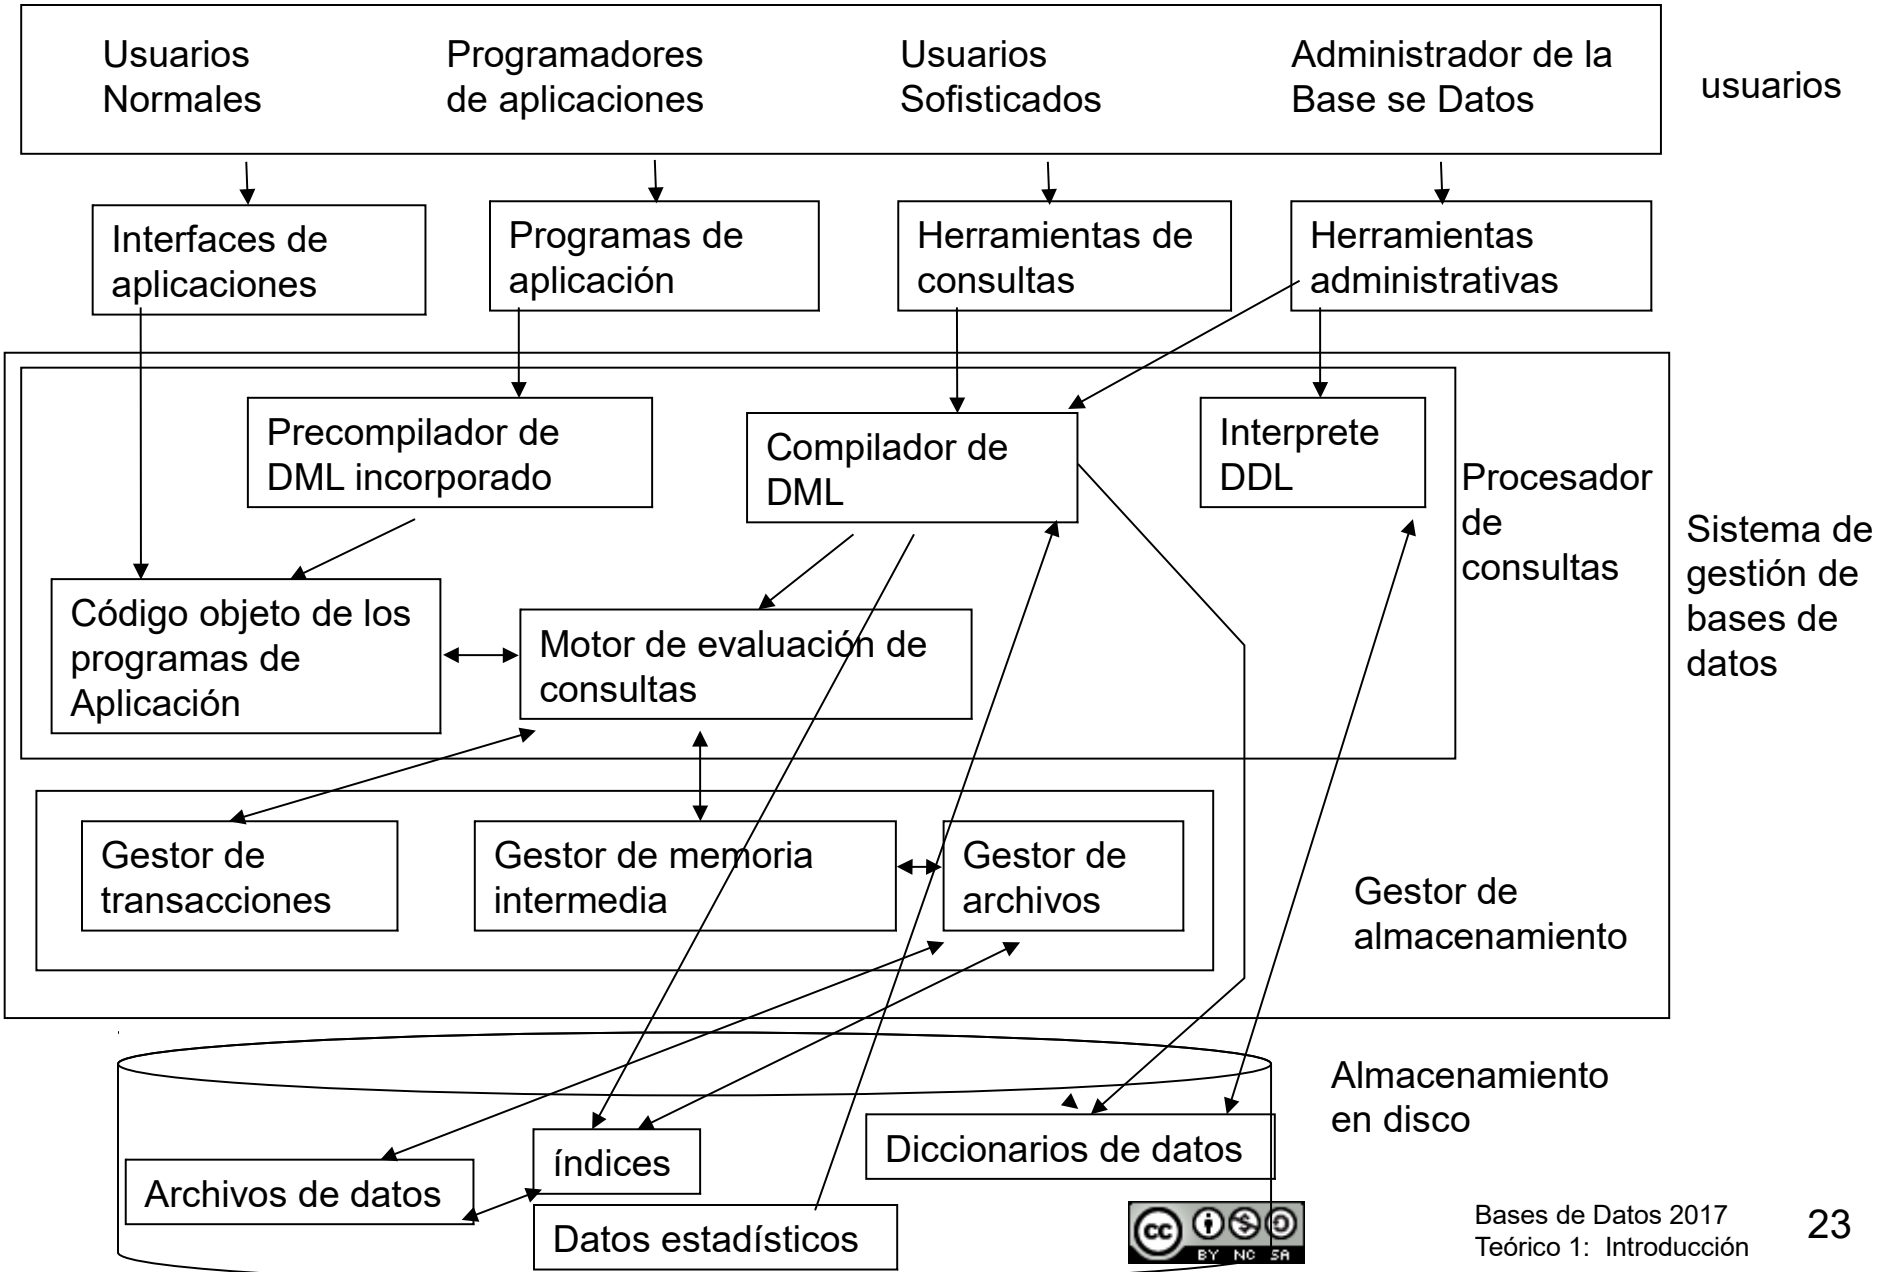 Usuarios
Normales
Programadores
de aplicaciones
Usuarios
Sofisticados
Administrador de la
Base se Datos
usuarios
Interfaces de
aplicaciones
Programas de
aplicación
Herramientas de
consultas
Herramientas
administrativas
Precompilador de
DML incorporado
Compilador de
DML
Interprete
DDL
Procesador
de
consultas
Sistema de
gestión de
bases de
datos
Código objeto de los
programas de
Aplicación
Motor de evaluación de
consultas
Gestor de
transacciones
Gestor de memoria
intermedia
Gestor de
archivos
Gestor de
almacenamiento
Almacenamiento
en disco
Archivos de datos
índices
Diccionarios de datos
Datos estadísticos
cc
BY NC SA
Bases de Datos 2017
Teórico 1: Introducción
23